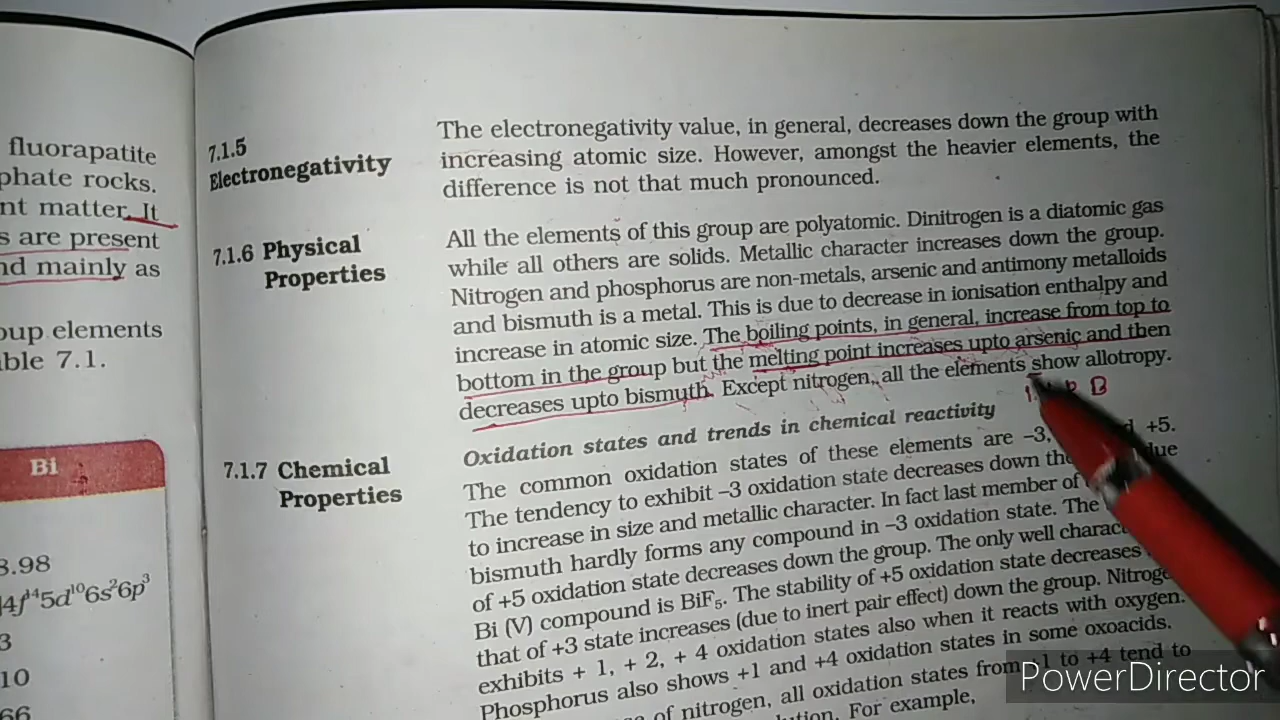 fluorapatite
phate rocks.
nt matter. It
s are present
nd mainly as
oup elements
ble 7.1.
Bi
3.98
4f¹⁴5d¹⁰6s²6p³
3
10
66
7.1.5
Electronegativity
The electronegativity value, in general, decreases down the group with
increasing atomic size. However, amongst the heavier elements, the
difference is not that much pronounced.
7.1.6 Physical
Properties
All the elements of this group are polyatomic. Dinitrogen is a diatomic gas
while all others are solids. Metallic character increases down the group.
Nitrogen and phosphorus are non-metals, arsenic and antimony metalloids
and bismuth is a metal. This is due to decrease in ionisation enthalpy and
increase in atomic size. The boiling points, in general, increase from top to
bottom in the group but the melting point increases upto arsenic and then
decreases upto bismuth. Except nitrogen, all the elements show allotropy.
B
7.1.7 Chemical
Properties
Oxidation states and trends in chemical reactivity
The common oxidation states of these elements are –3, +5.
The tendency to exhibit –3 oxidation state decreases down the
to increase in size and metallic character. In fact last member of
bismuth hardly forms any compound in –3 oxidation state. The
of +5 oxidation state decreases down the group. The only well charac
Bi (V) compound is BiF₅. The stability of +5 oxidation state decreases
that of +3 state increases (due to inert pair effect) down the group. Nitroge
exhibits + 1, + 2, + 4 oxidation states also when it reacts with oxygen.
Phosphorus also shows +1 and +4 oxidation states in some oxoacids.
of nitrogen, all oxidation states from +1 to +4 tend to
For example,
PowerDirector